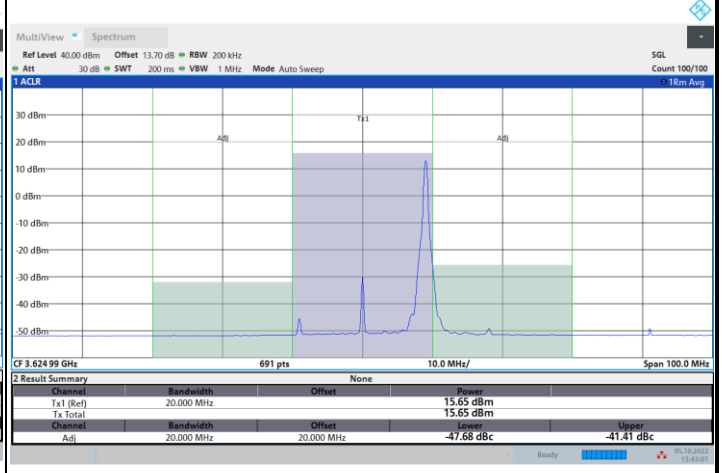 MultiView Spectrum
Ref Level 40.00 dBm Offset 13.70 dB RBW 200 kHz SGL
Att 30 dB SWT 200 ms VBW 1 MHz Mode Auto Sweep Count 100/100
1 ACLR 1Rm Avg
30 dBm
Tx1
20 dBm
Adj Adj
10 dBm
0 dBm
-10 dBm
-20 dBm
-30 dBm
-40 dBm
-50 dBm
CF 3.624 99 GHz 691 pts 10.0 MHz/ Span 100.0 MHz
2 Result Summary None
Channel Bandwidth Offset Power
Tx1 (Ref) 20.000 MHz 15.65 dBm
Tx Total 15.65 dBm
Channel Bandwidth Offset Lower Upper
Adj 20.000 MHz 20.000 MHz -47.68 dBc -41.41 dBc
Ready 05.10.2022
13:43:01